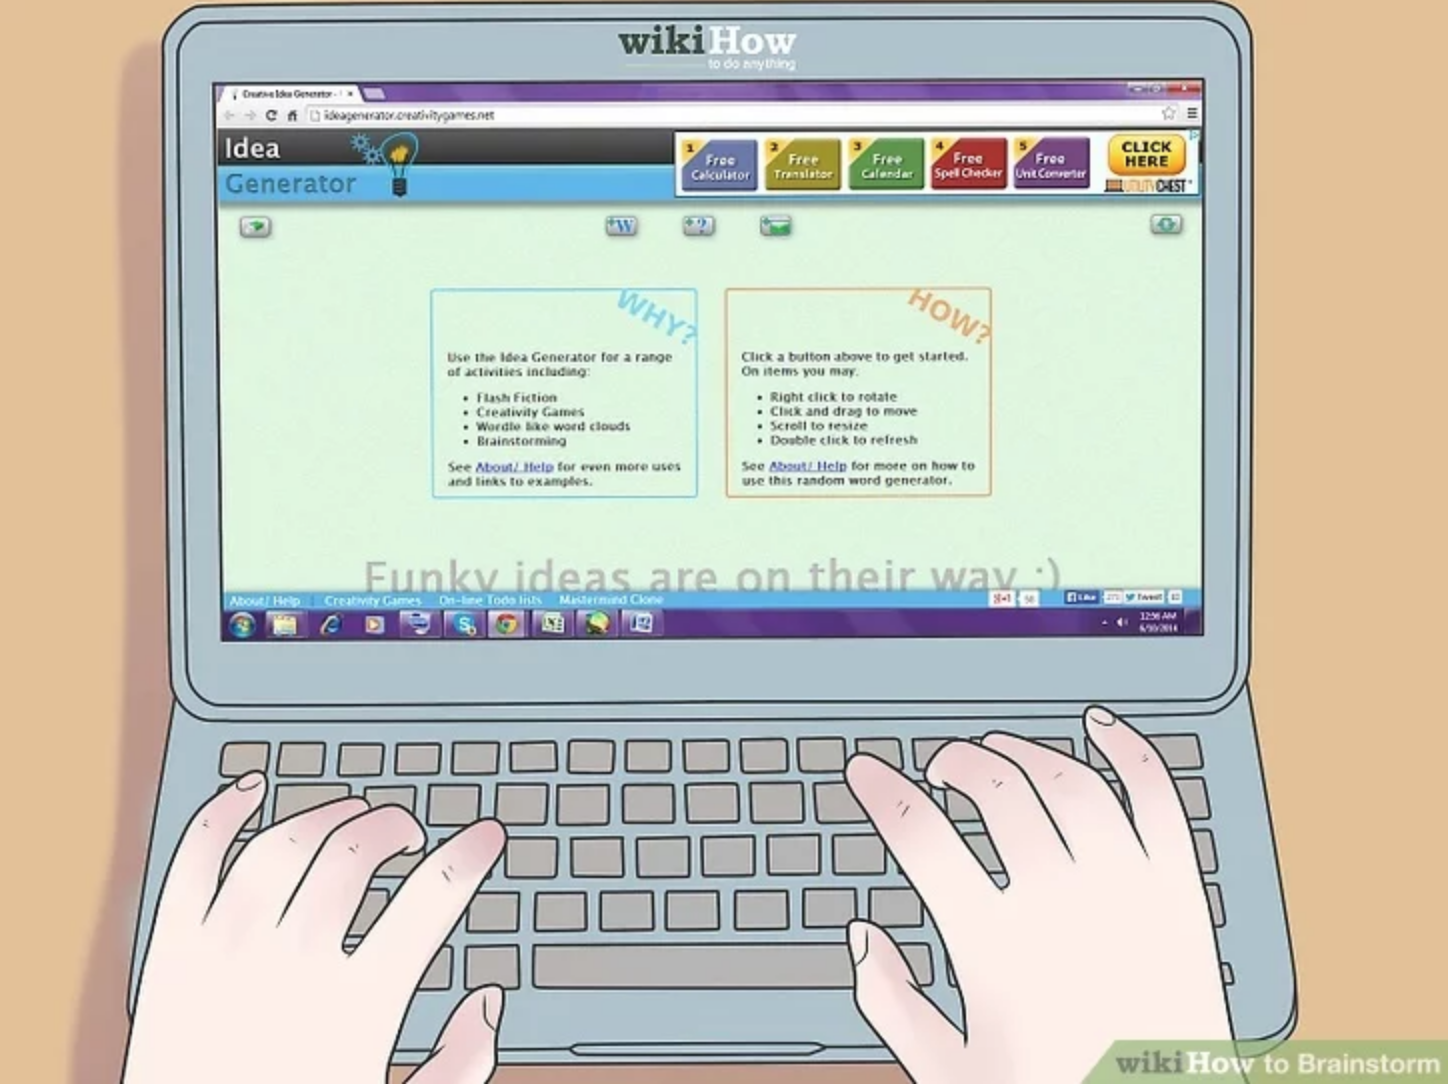 wikiHow
to do anything
Creative Idea Generator -
ideagenerator.creativitygames.net
Idea
Generator
1 Free Calculator
2 Free Translator
3 Free Calendar
4 Free Spell Checker
5 Free Unit Converter
CLICK HERE
UTILITYCHEST
+W
+?
WHY?
Use the Idea Generator for a range
of activities including:
• Flash Fiction
• Creativity Games
• Wordle like word clouds
• Brainstorming
See About/ Help for even more uses
and links to examples.
HOW?
Click a button above to get started.
On items you may:
• Right click to rotate
• Click and drag to move
• Scroll to resize
• Double click to refresh
See About/ Help for more on how to
use this random word generator.
Funky ideas are on their way :)
About/ Help | Creativity Games On-line Todo lists Mastermind Clone
Like Tweet
12:56 AM
6/10/2014
wikiHow to Brainstorm